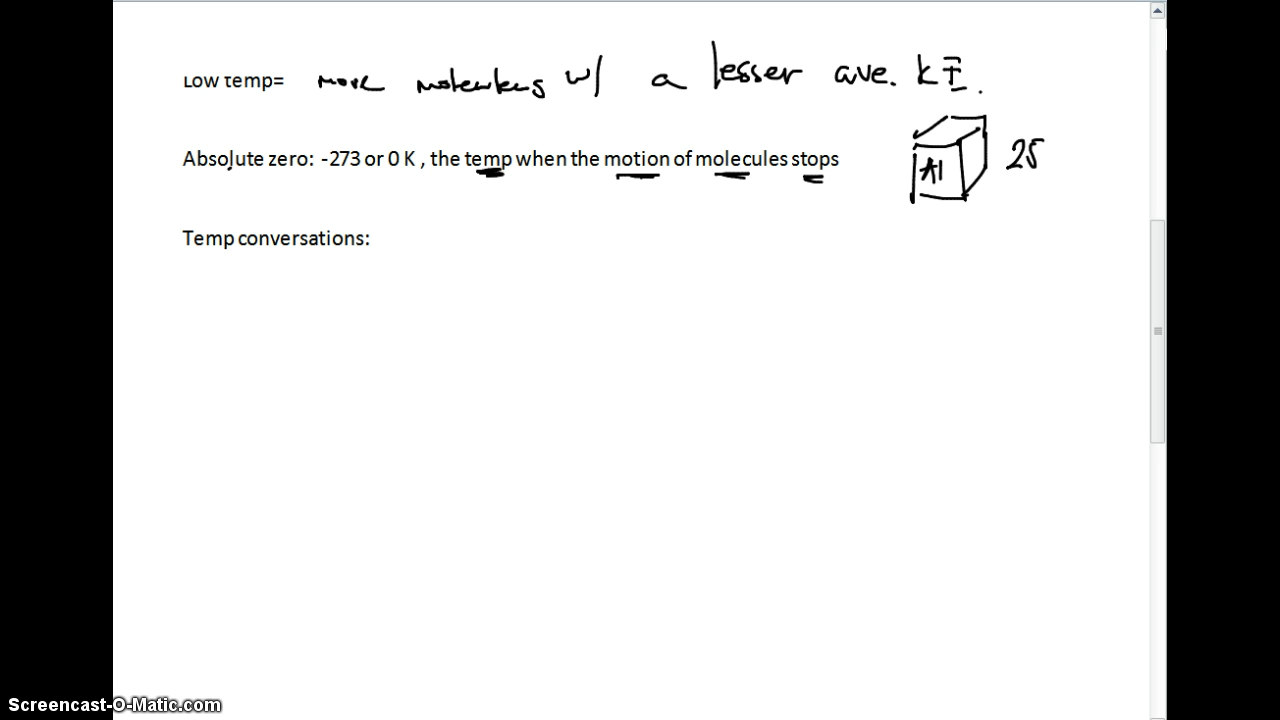 Low Temp= more molecules w/ a lesser ave. KE.
Absolute zero: -273 or 0 K , the temp when the motion of molecules stops
Al 25
Temp conversations:
Screencast-O-Matic.com